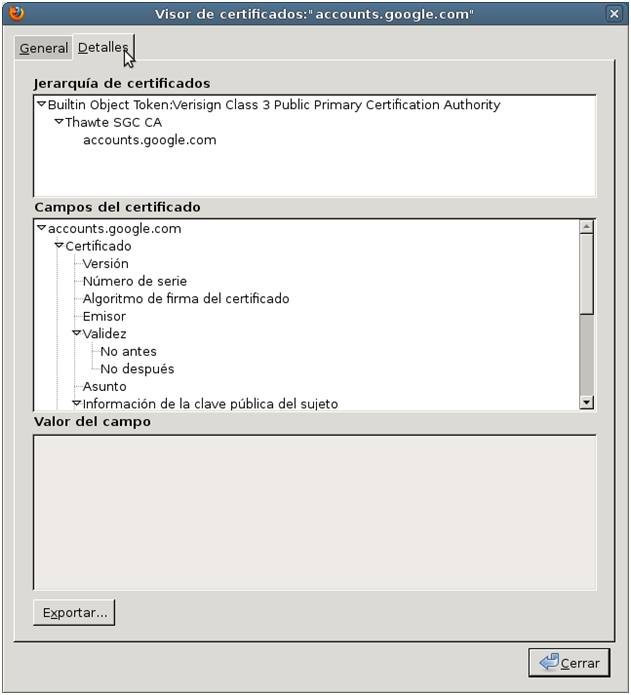 Visor de certificados:"accounts.google.com"
General
Detalles
Jerarquía de certificados
Builtin Object Token:Verisign Class 3 Public Primary Certification Authority
Thawte SGC CA
accounts.google.com
Campos del certificado
accounts.google.com
Certificado
Versión
Número de serie
Algoritmo de firma del certificado
Emisor
Validez
No antes
No después
Asunto
Información de la clave pública del sujeto
Valor del campo
Exportar...
Cerrar